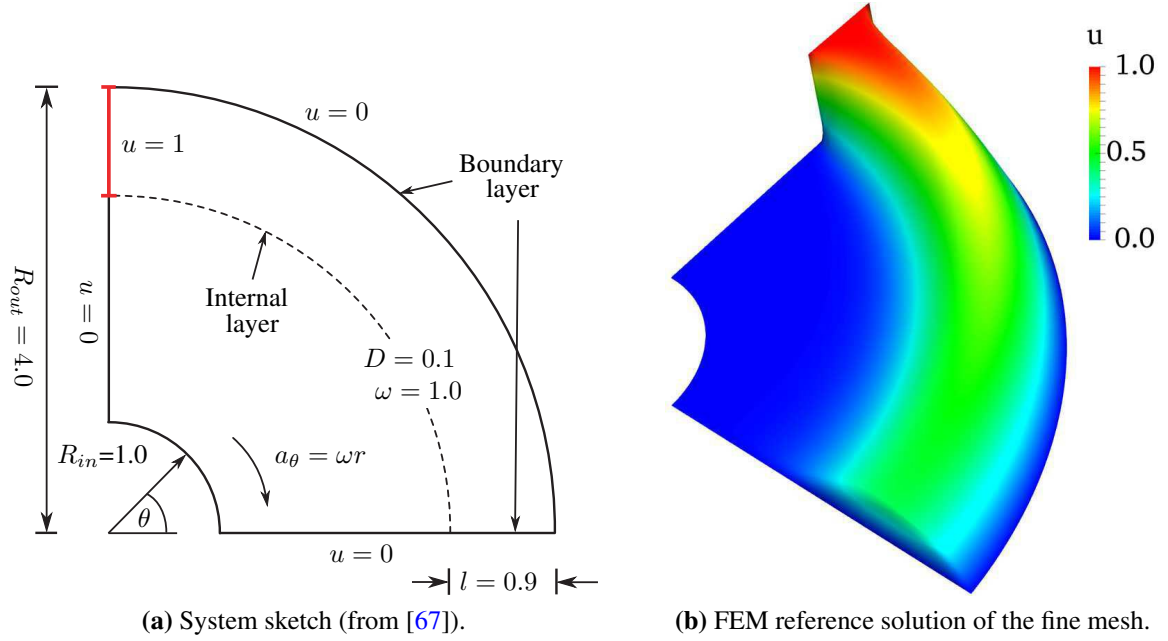 u = 0
u = 1
Boundary
layer
R_out = 4.0
u = 0
Internal
layer
D = 0.1
ω = 1.0
R_in=1.0
a_θ = ωr
θ
u = 0
l = 0.9
(a) System sketch (from [67]).
u
1.0
0.5
0.0
(b) FEM reference solution of the fine mesh.